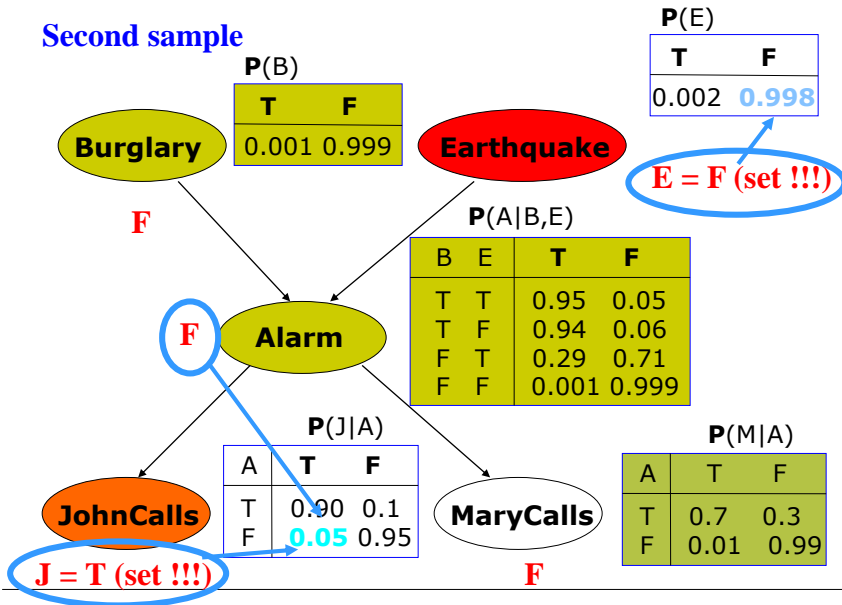 Second sample
P(B)
T F
0.001 0.999
P(E)
T F
0.002 0.998
Burglary
Earthquake
E = F (set !!!)
F
P(A|B,E)
B E T F
T T 0.95 0.05
T F 0.94 0.06
F T 0.29 0.71
F F 0.001 0.999
F
Alarm
P(J|A)
A T F
T 0.90 0.1
F 0.05 0.95
P(M|A)
A T F
T 0.7 0.3
F 0.01 0.99
JohnCalls
MaryCalls
J = T (set !!!)
F